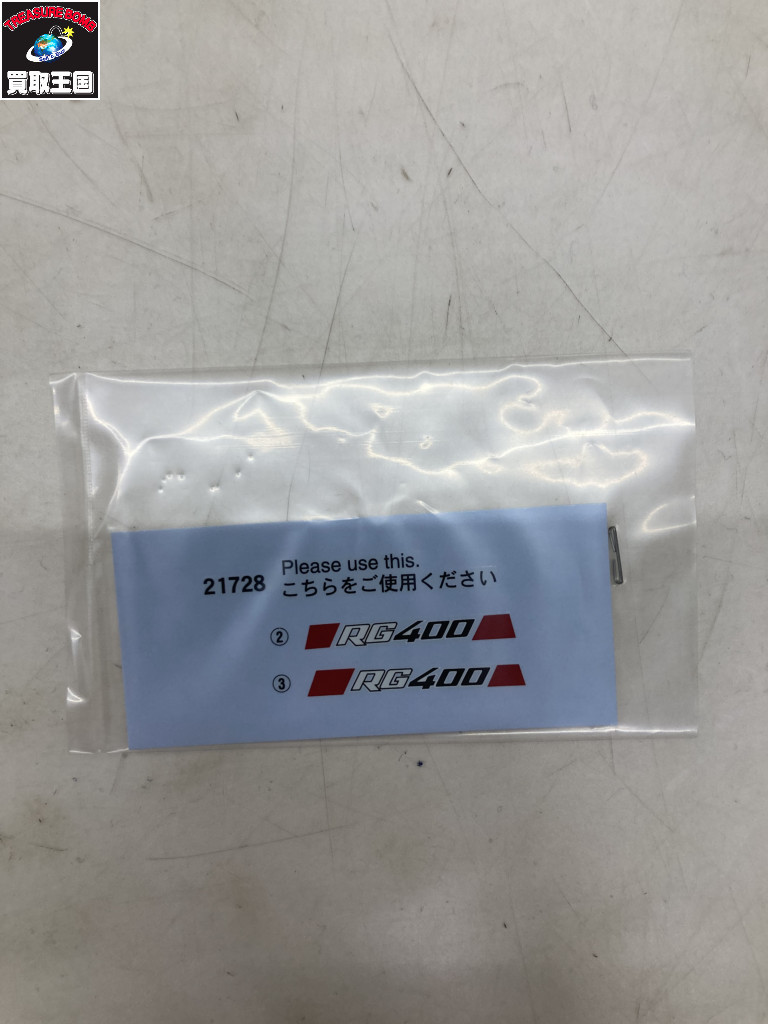 TREASURE BOMB
買取王国
21728
Please use this.
こちらをご使用ください
② RG400
③ RG400